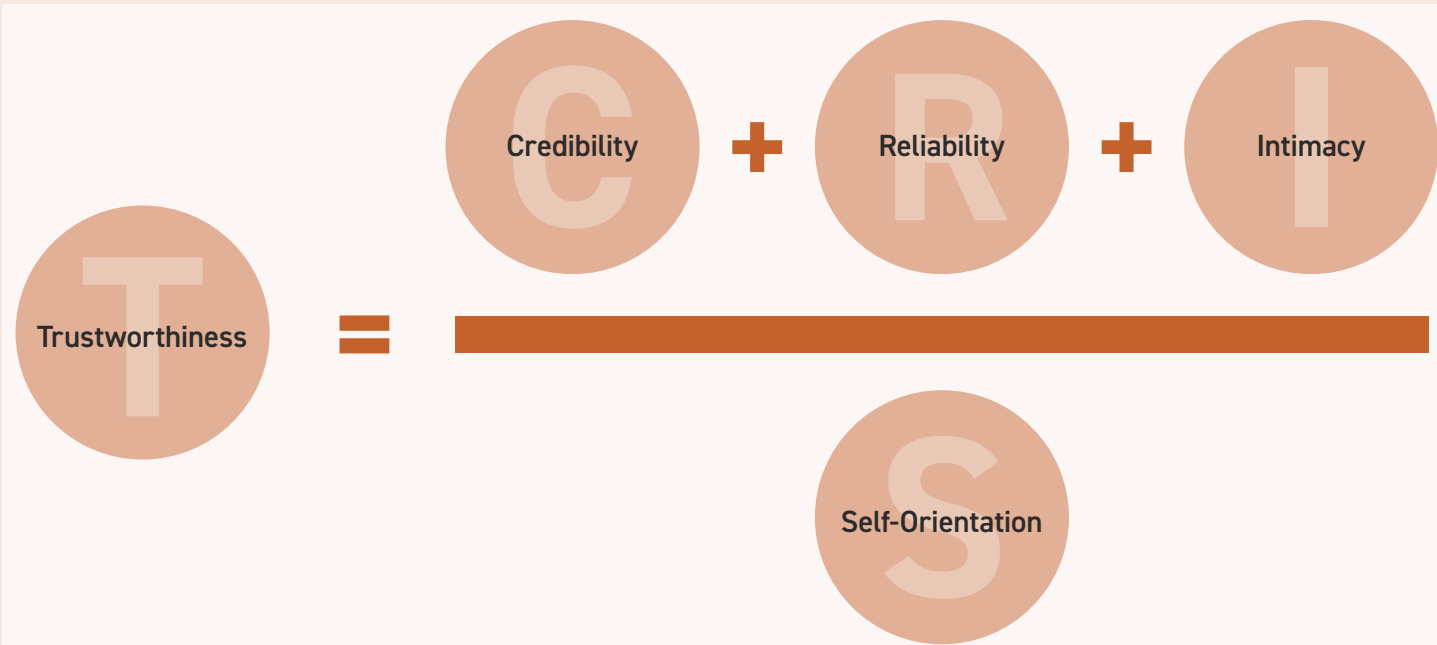 C
Credibility
+
R
Reliability
+
I
Intimacy
T
Trustworthiness
=
S
Self-Orientation